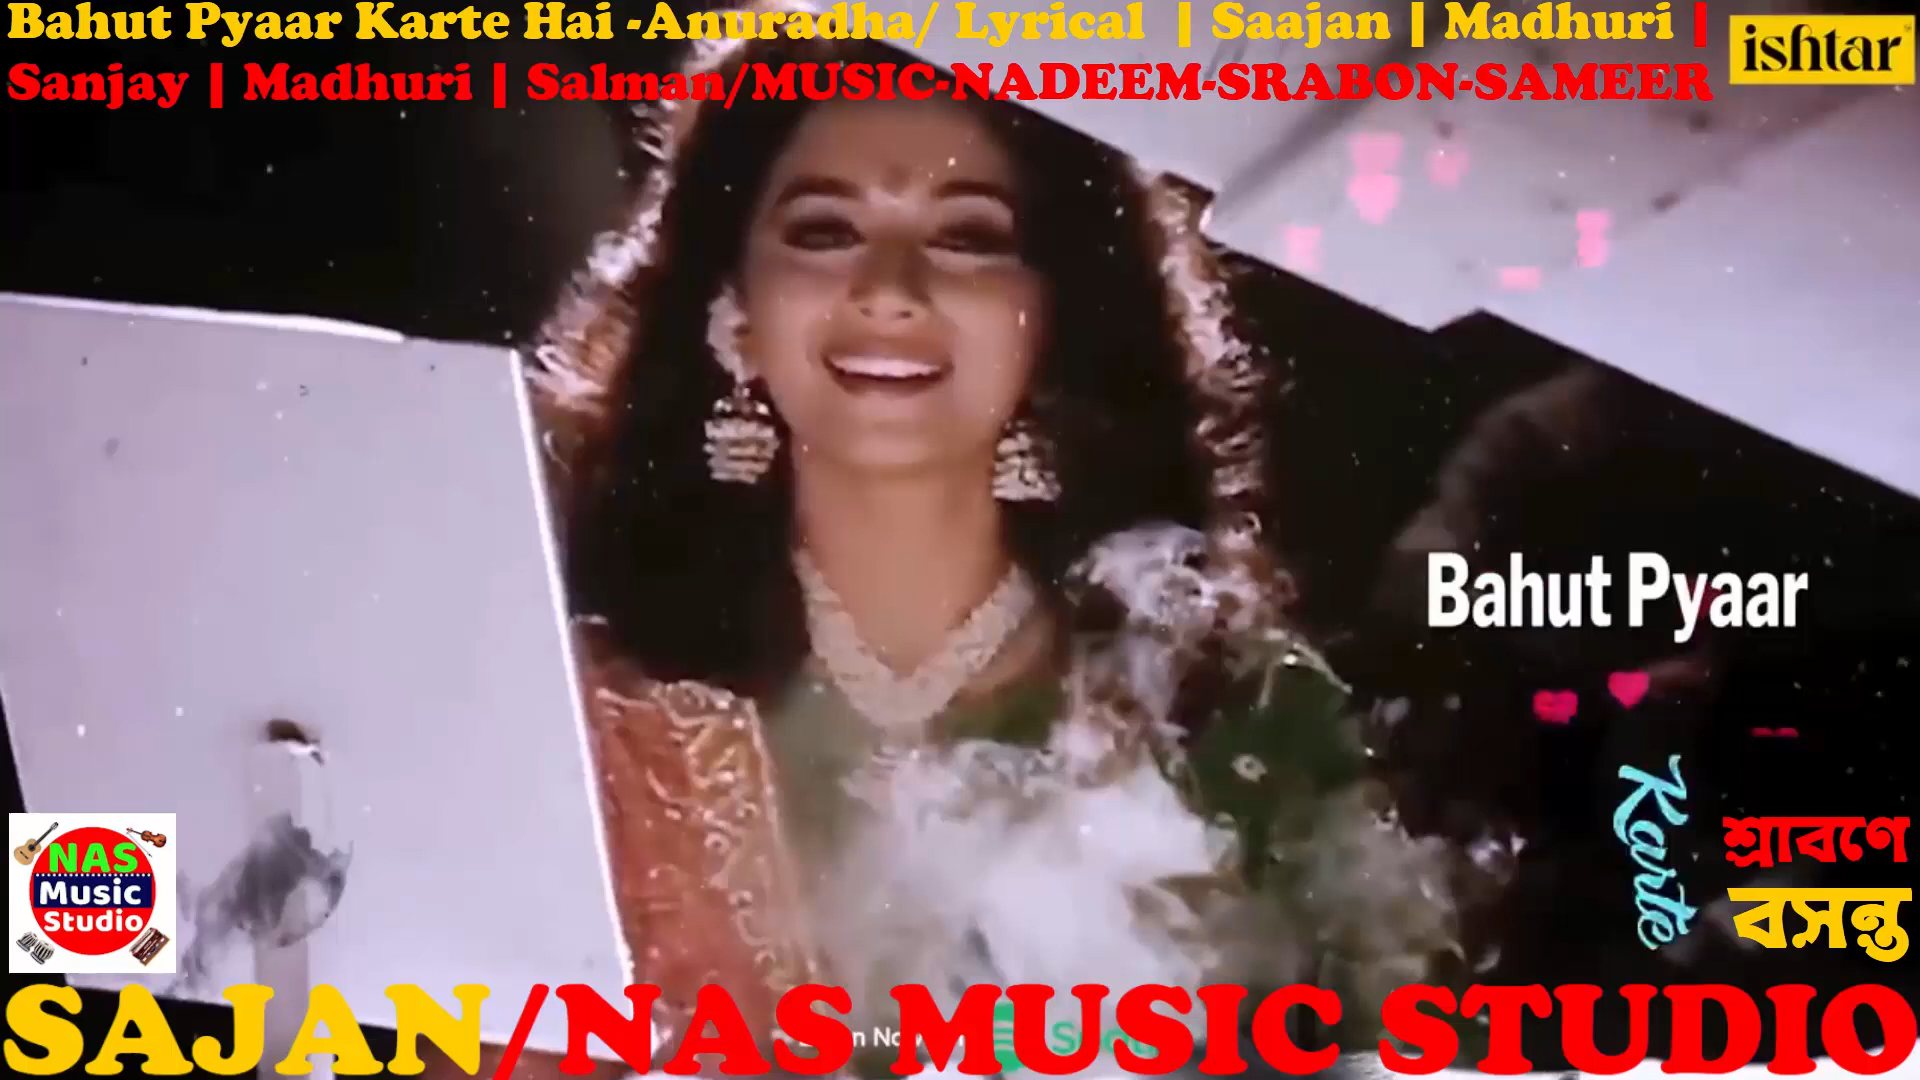 Bahut Pyaar Karte Hai -Anuradha/ Lyrical | Saajan | Madhuri |
Sanjay | Madhuri | Salman/MUSIC-NADEEM-SRABON-SAMEER
ishtar
Bahut Pyaar
Karte
শ্রাবণে
বসন্ত
NAS
Music
Studio
SAJAN/NAS MUSIC STUDIO